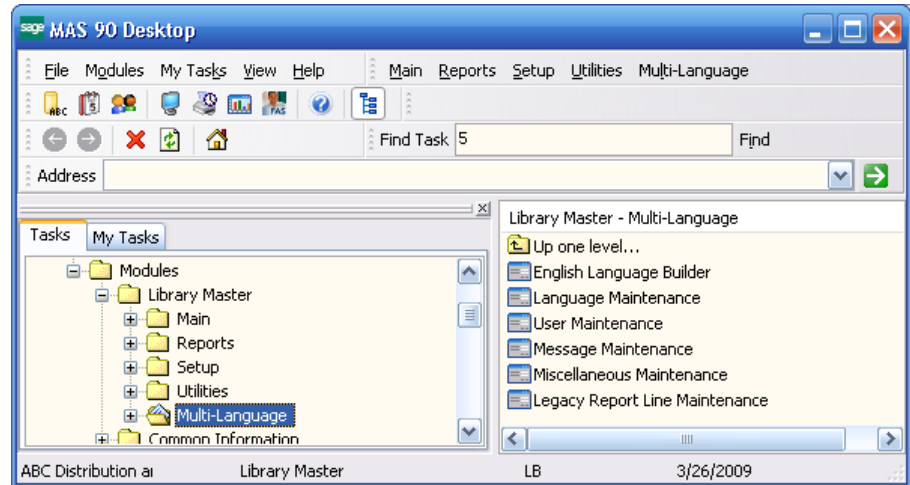 sage MAS 90 Desktop
File Modules My Tasks View Help Main Reports Setup Utilities Multi-Language
ABC FAS
Find Task 5 Find
Address
Tasks My Tasks
Modules
Library Master
Main
Reports
Setup
Utilities
Multi-Language
Common Information
Library Master - Multi-Language
Up one level...
English Language Builder
Language Maintenance
User Maintenance
Message Maintenance
Miscellaneous Maintenance
Legacy Report Line Maintenance
ABC Distribution ar Library Master LB 3/26/2009